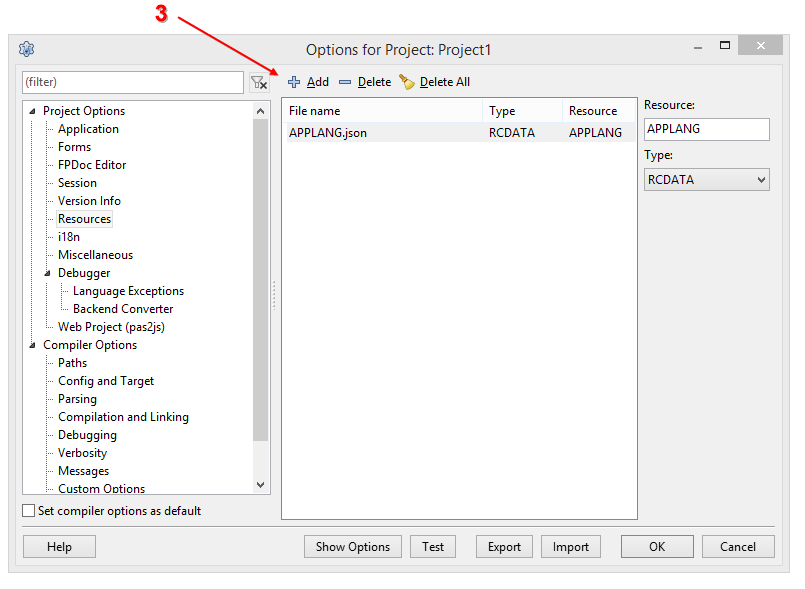 3
Options for Project: Project1
(filter)
Add Delete Delete All
Project Options
Application
Forms
FPDoc Editor
Session
Version Info
Resources
i18n
Miscellaneous
Debugger
Language Exceptions
Backend Converter
Web Project (pas2js)
Compiler Options
Paths
Config and Target
Parsing
Compilation and Linking
Debugging
Verbosity
Messages
Custom Options
Set compiler options as default
File name Type Resource
APPLANG.json RCDATA APPLANG
Resource:
APPLANG
Type:
RCDATA
Help Show Options Test Export Import OK Cancel